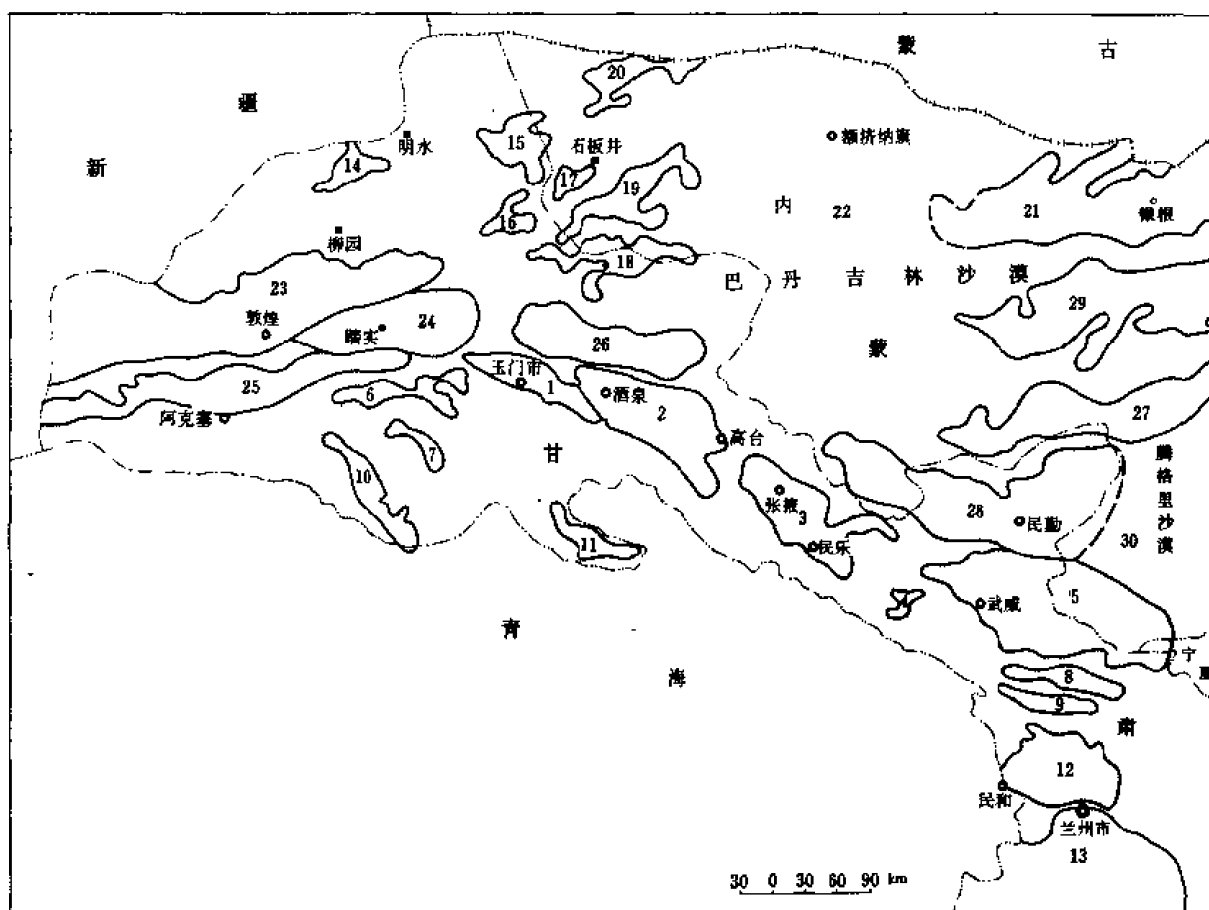 蒙 古
20
疆
明水
15
石板井
额济纳旗
新
14
17
19
16
内
22
21
银根
柳园
18
巴 丹 吉 林 沙 漠
23
29
敦煌
踏实
24
26
蒙
玉门市
25
6
1
酒泉
2
27
阿克塞
高台
甘
7
10
腾格里沙漠
张掖
3
28
民勤
11
民乐
30
4
武威
5
青
宁
夏
海
8
9
肃
12
民和
兰州市
13
30 0 30 60 90 km